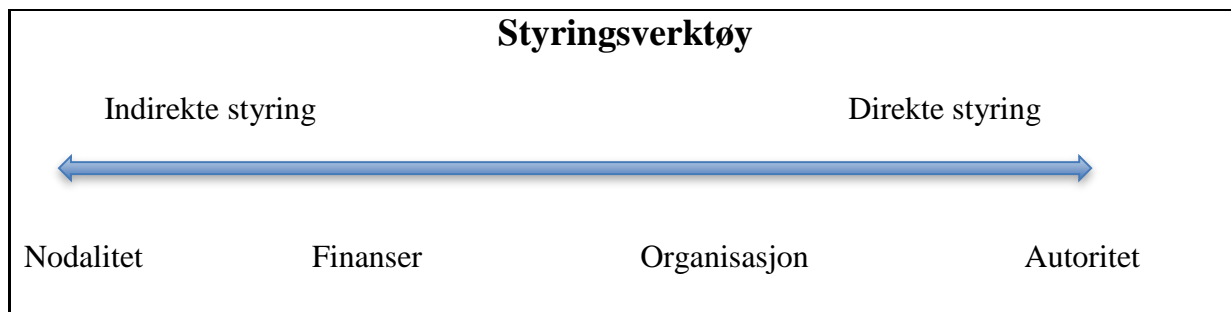 Styringsverktøy
Indirekte styring Direkte styring
Nodalitet Finanser Organisasjon Autoritet